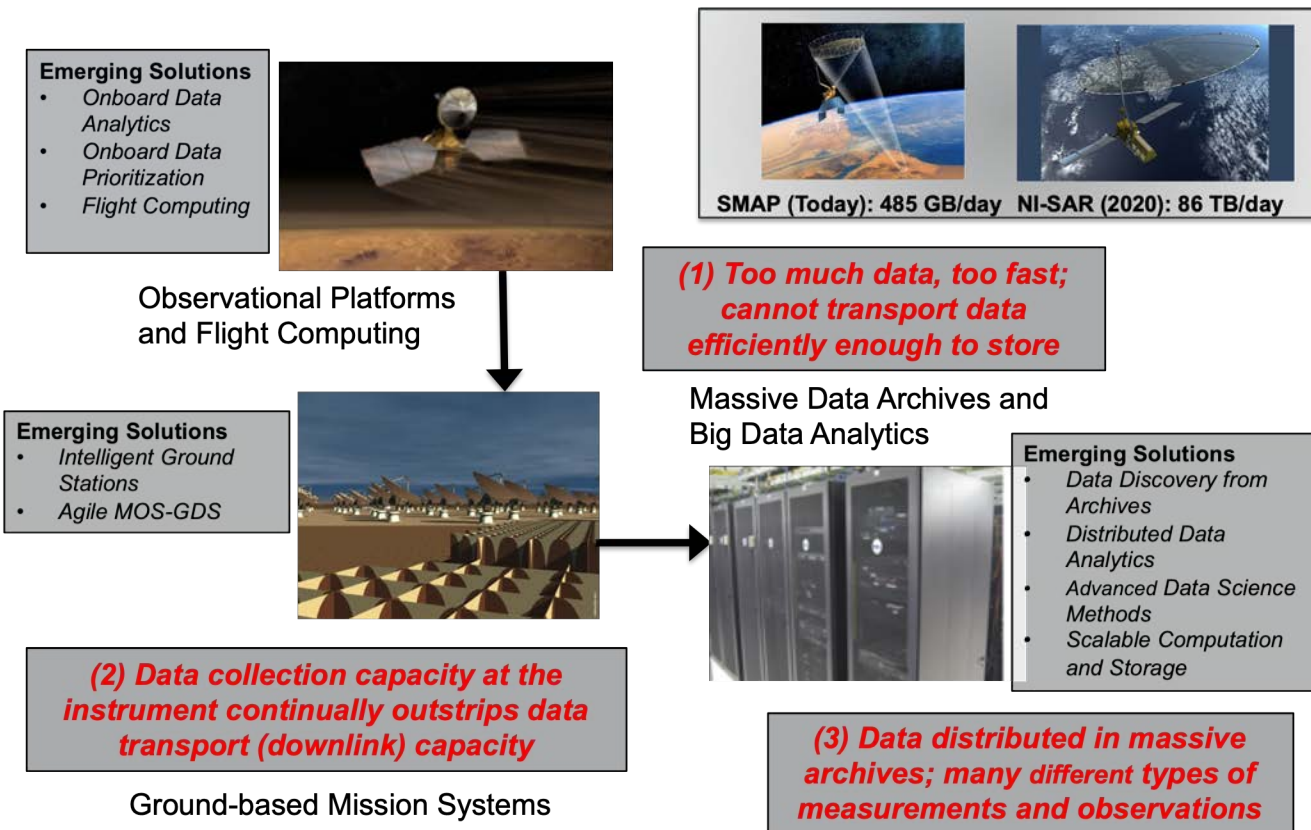 Emerging Solutions
• Onboard Data
Analytics
• Onboard Data
Prioritization
• Flight Computing
SMAP (Today): 485 GB/day NI-SAR (2020): 86 TB/day
Observational Platforms
and Flight Computing
(1) Too much data, too fast;
cannot transport data
efficiently enough to store
Emerging Solutions
• Intelligent Ground
Stations
• Agile MOS-GDS
Massive Data Archives and
Big Data Analytics
Emerging Solutions
• Data Discovery from
Archives
• Distributed Data
Analytics
• Advanced Data Science
Methods
• Scalable Computation
and Storage
(2) Data collection capacity at the
instrument continually outstrips data
transport (downlink) capacity
Ground-based Mission Systems
(3) Data distributed in massive
archives; many different types of
measurements and observations